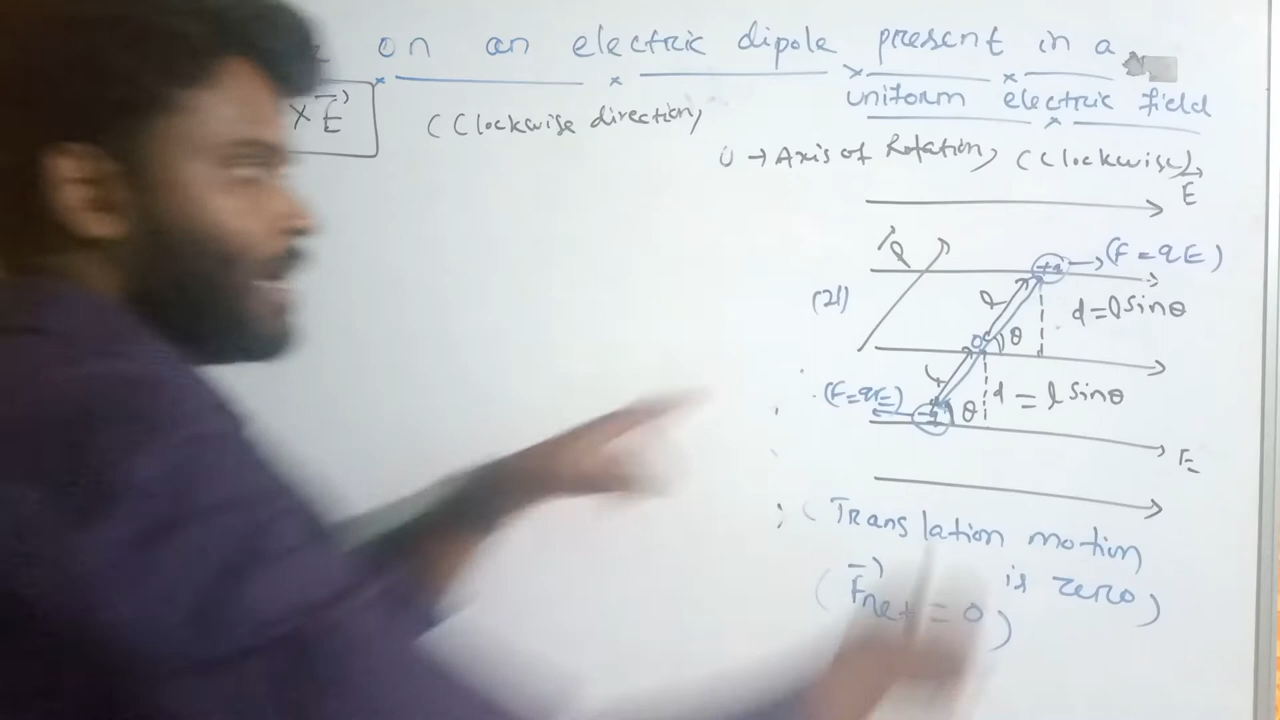 on an electric dipole present in a
uniform electric field
× E⃗ (Clockwise direction)
O → Axis of Rotation, (Clockwise)
E⃗
P⃗
+q (F = qE)
(2l)
d = l sinθ
O θ
(F = qE)
-q θ
d = l sinθ
E
(Translation motion
is zero)
(F⃗net = 0)